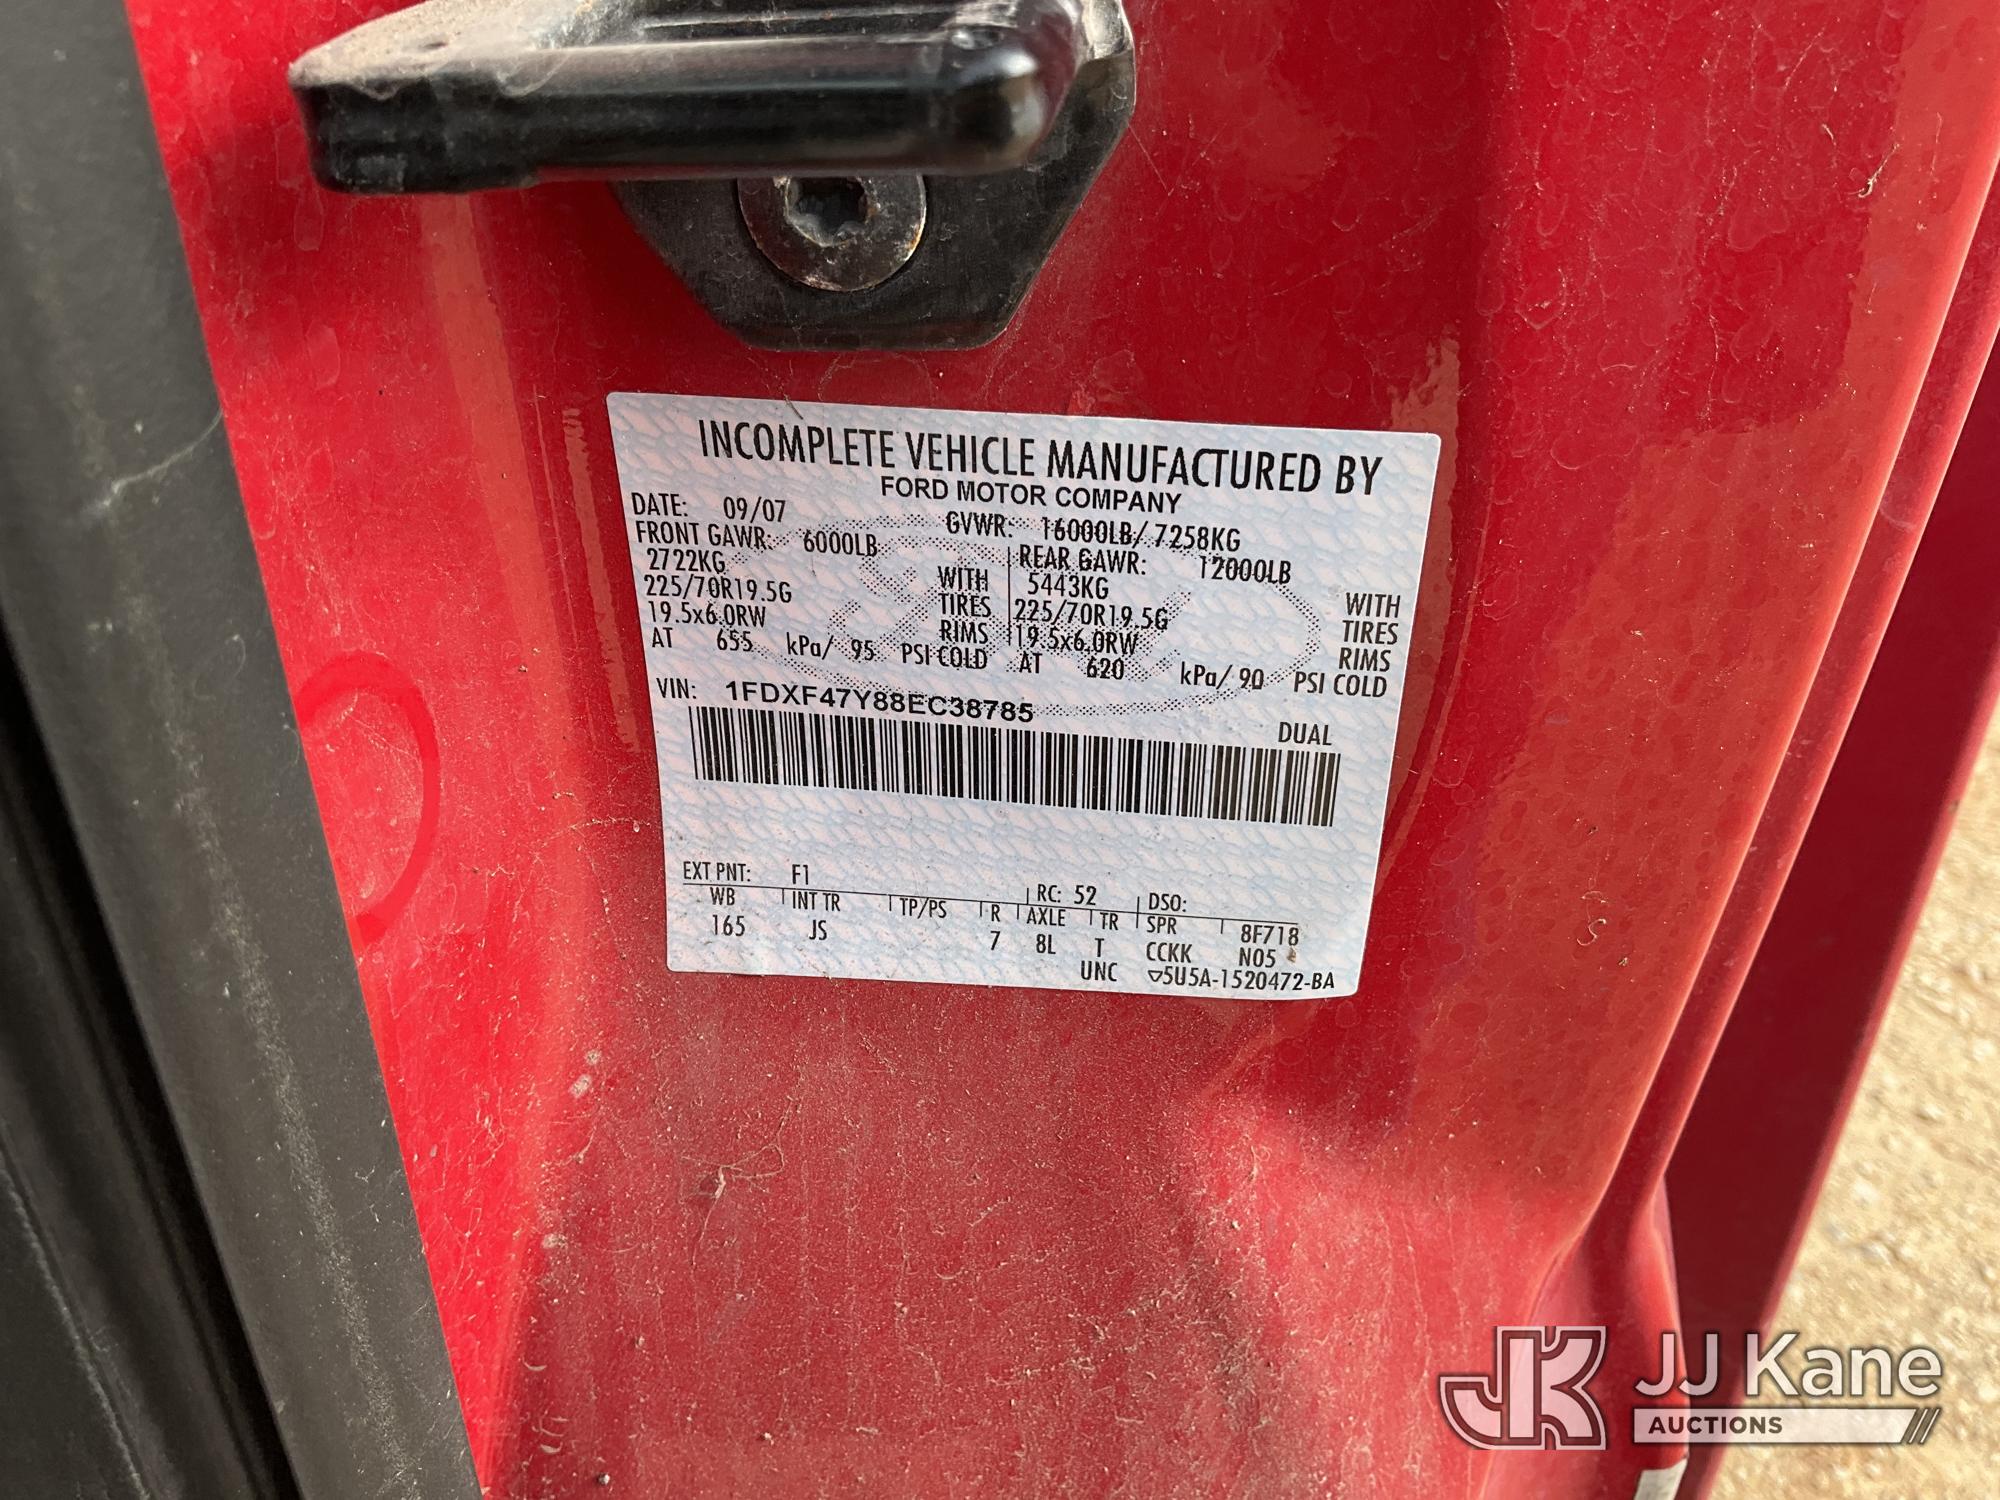 INCOMPLETE VEHICLE MANUFACTURED BY
FORD MOTOR COMPANY
DATE: 09/07 GVWR: 16000LB/ 7258KG
FRONT GAWR: 6000LB REAR GAWR: 12000LB
2722KG WITH 5443KG WITH
225/70R19.5G TIRES 225/70R19.5G TIRES
19.5x6.0RW RIMS 19.5x6.0RW RIMS
AT 655 kPa/ 95 PSI COLD AT 620 kPa/ 90 PSI COLD
VIN: 1FDXF47Y88EC38785
DUAL
EXT PNT: F1 RC: 52 DSO:
WB INT TR TP/PS R AXLE TR SPR 8F718
165 JS 7 8L T CCKK N05
UNC ▽5U5A-1520472-BA
JK JJ Kane
AUCTIONS